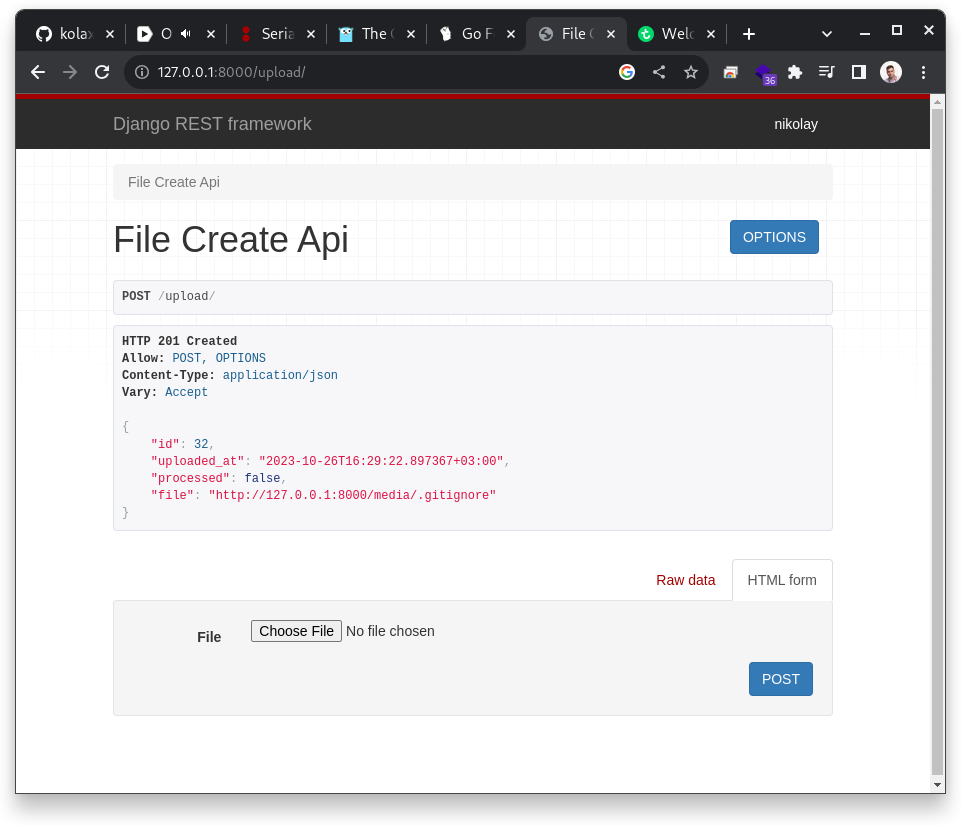 kola
O
Seria
The
Go F
File C
Welc
127.0.0.1:8000/upload/
36
Django REST framework
nikolay
File Create Api
File Create Api
OPTIONS
POST /upload/
HTTP 201 Created
Allow: POST, OPTIONS
Content-Type: application/json
Vary: Accept
{
    "id": 32,
    "uploaded_at": "2023-10-26T16:29:22.897367+03:00",
    "processed": false,
    "file": "http://127.0.0.1:8000/media/.gitignore"
}
Raw data
HTML form
File
Choose File No file chosen
POST